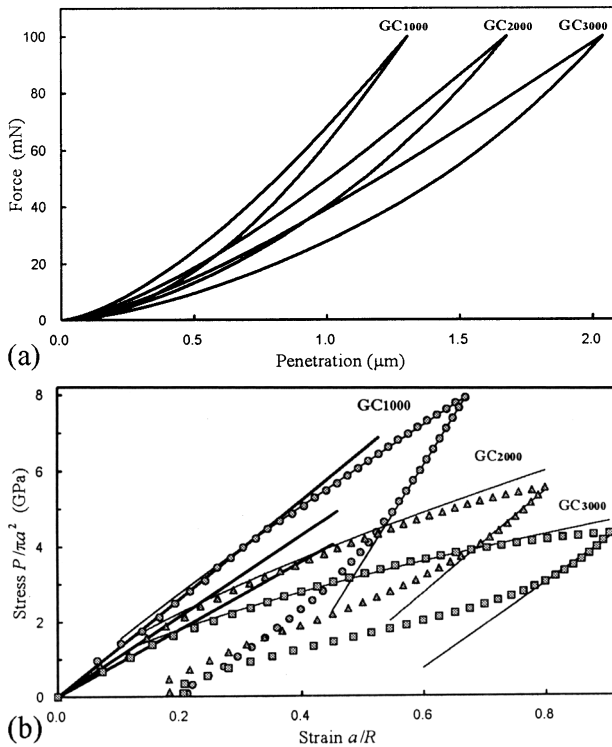 GC1000 GC2000 GC3000
100
80
60
40
20
0
Force (mN)
0.0 0.5 1.0 1.5 2.0
Penetration (µm)
(a)
8
6
4
2
0
Stress P/πa² (GPa)
GC1000
GC2000
GC3000
0.0 0.2 0.4 0.6 0.8
Strain a/R
(b)